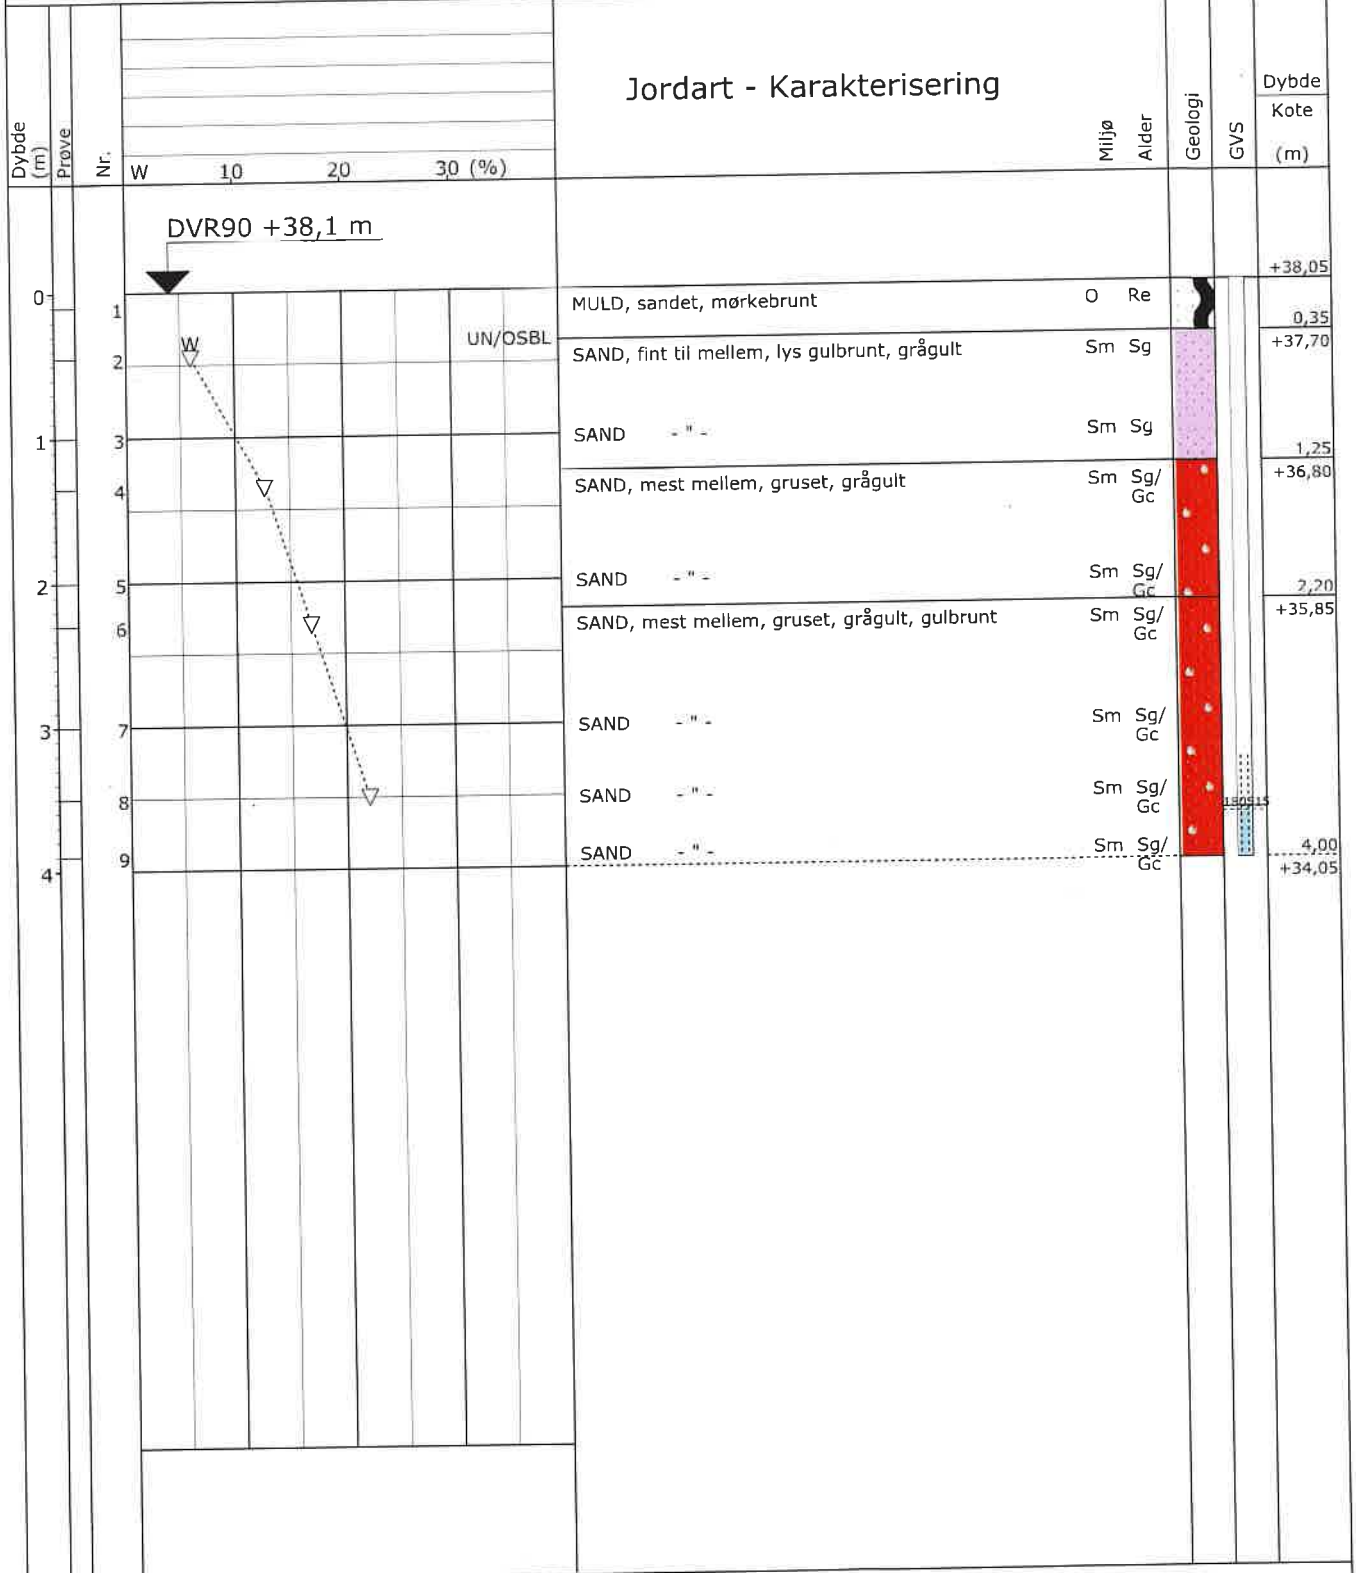 Jordart - Karakterisering
Dybde (m)
Prøve
Nr.
W 10 20 30 (%)
Miljø
Alder
Geologi
GVS
Dybde
Kote
(m)
DVR90 +38,1 m
+38,05
0
1 MULD, sandet, mørkebrunt O Re
0,35
UN/OSBL
+37,70
W
2 SAND, fint til mellem, lys gulbrunt, grågult Sm Sg
1 3 SAND - " - Sm Sg
1,25
+36,80
4 SAND, mest mellem, gruset, grågult Sm Sg/
Gc
2 5 SAND - " - Sm Sg/
Gc
2,20
+35,85
6 SAND, mest mellem, gruset, grågult, gulbrunt Sm Sg/
Gc
3 7 SAND - " - Sm Sg/
Gc
8 SAND - " - Sm Sg/
Gc
180515
9 SAND - " - Sm Sg/
Gc
4,00
4
+34,05